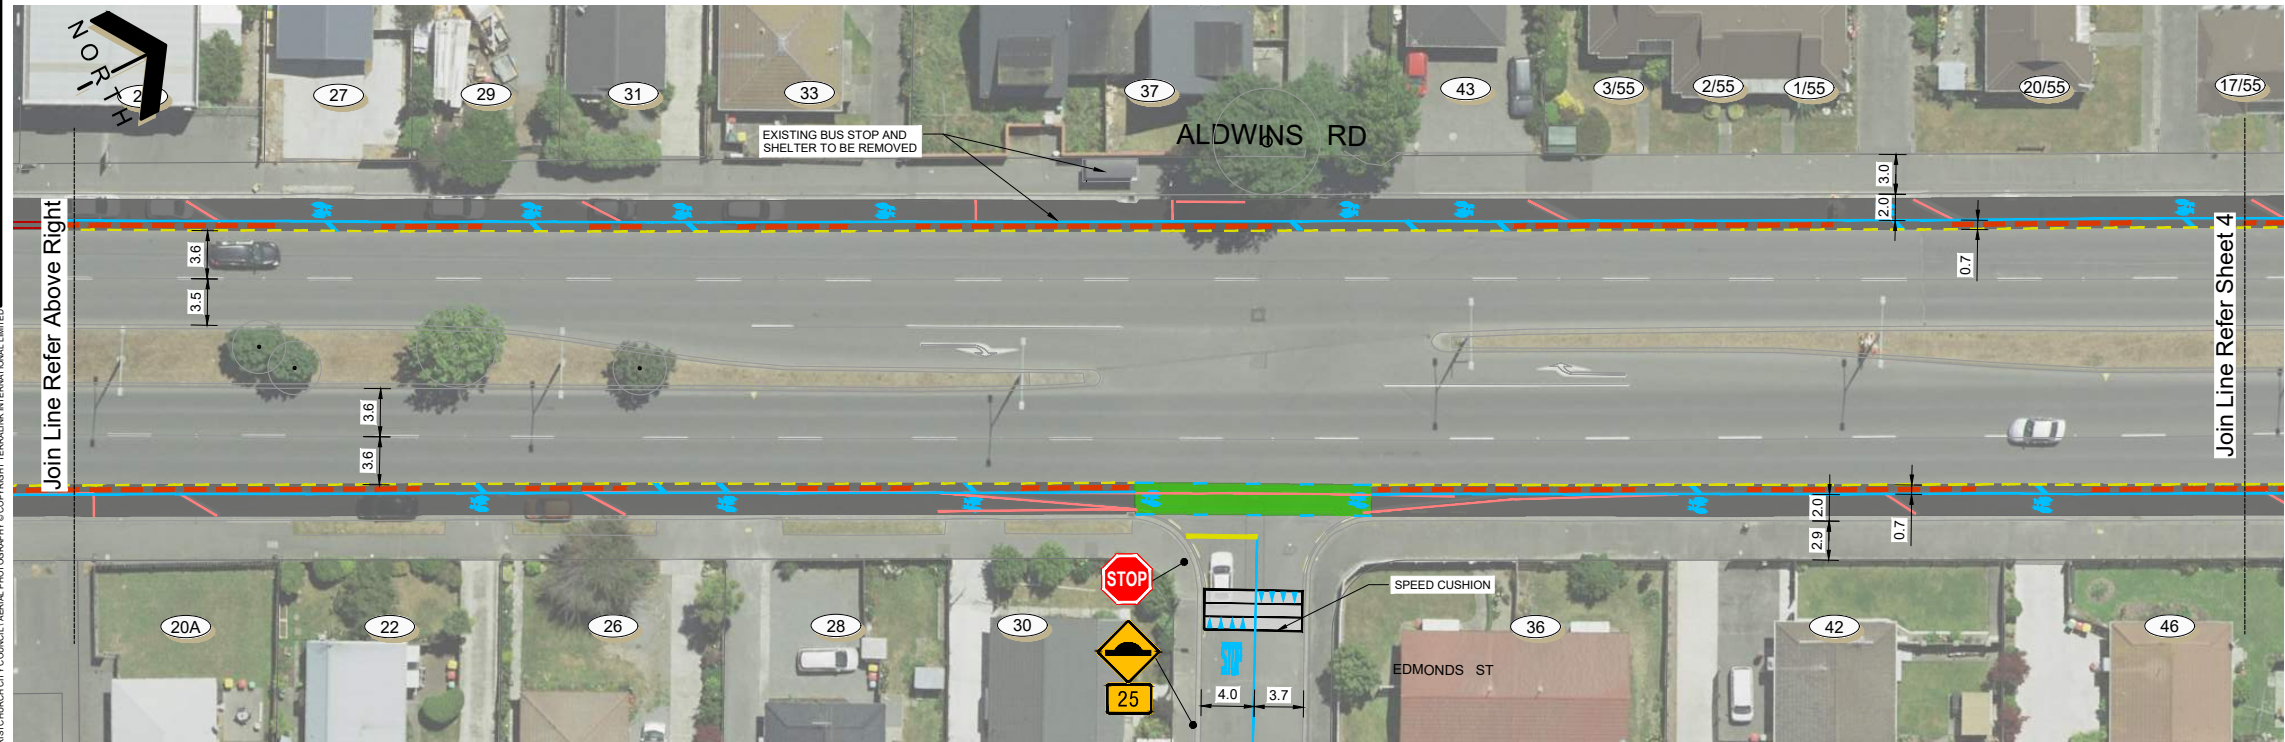 NORTH
27
29
31
33
37
43
3/55
2/55
1/55
20/55
17/55
EXISTING BUS STOP AND
SHELTER TO BE REMOVED
ALDWINS RD
3.0
2.0
0.7
3.6
3.5
3.6
3.6
Join Line Refer Above Right
Join Line Refer Sheet 4
2.0
2.9
0.7
STOP
SPEED CUSHION
STOP
25
4.0
3.7
EDMONDS ST
20A
22
26
28
30
36
42
46